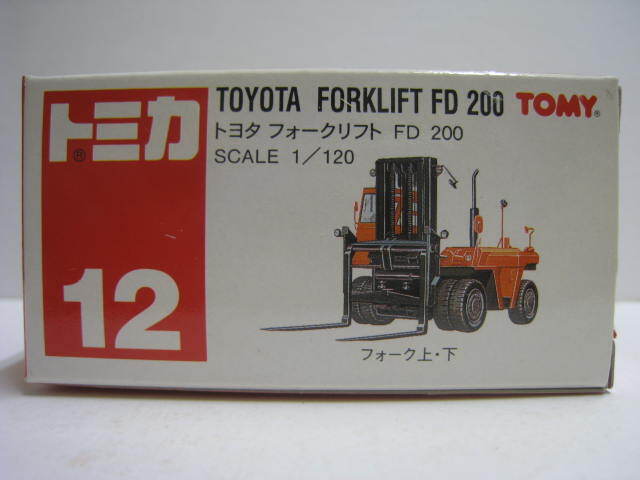 トミカ®
12
TOYOTA FORKLIFT FD 200
TOMY®
トヨタ フォークリフト FD 200
SCALE 1/120
フォーク上・下